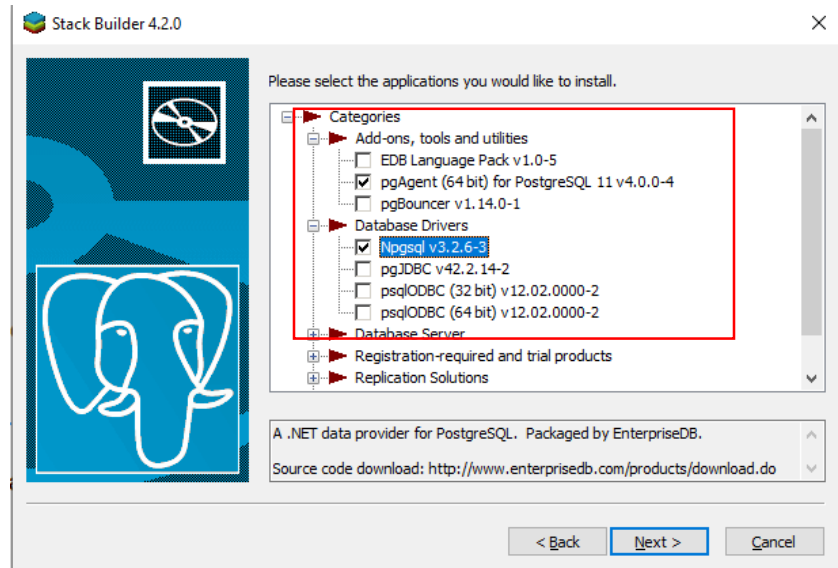 Stack Builder 4.2.0
Please select the applications you would like to install.
Categories
Add-ons, tools and utilities
EDB Language Pack v1.0-5
pgAgent (64 bit) for PostgreSQL 11 v4.0.0-4
pgBouncer v1.14.0-1
Database Drivers
Npgsql v3.2.6-3
pgJDBC v42.2.14-2
psqlODBC (32 bit) v12.02.0000-2
psqlODBC (64 bit) v12.02.0000-2
Database Server
Registration-required and trial products
Replication Solutions
A .NET data provider for PostgreSQL. Packaged by EnterpriseDB.
Source code download: http://www.enterprisedb.com/products/download.do
< Back Next > Cancel